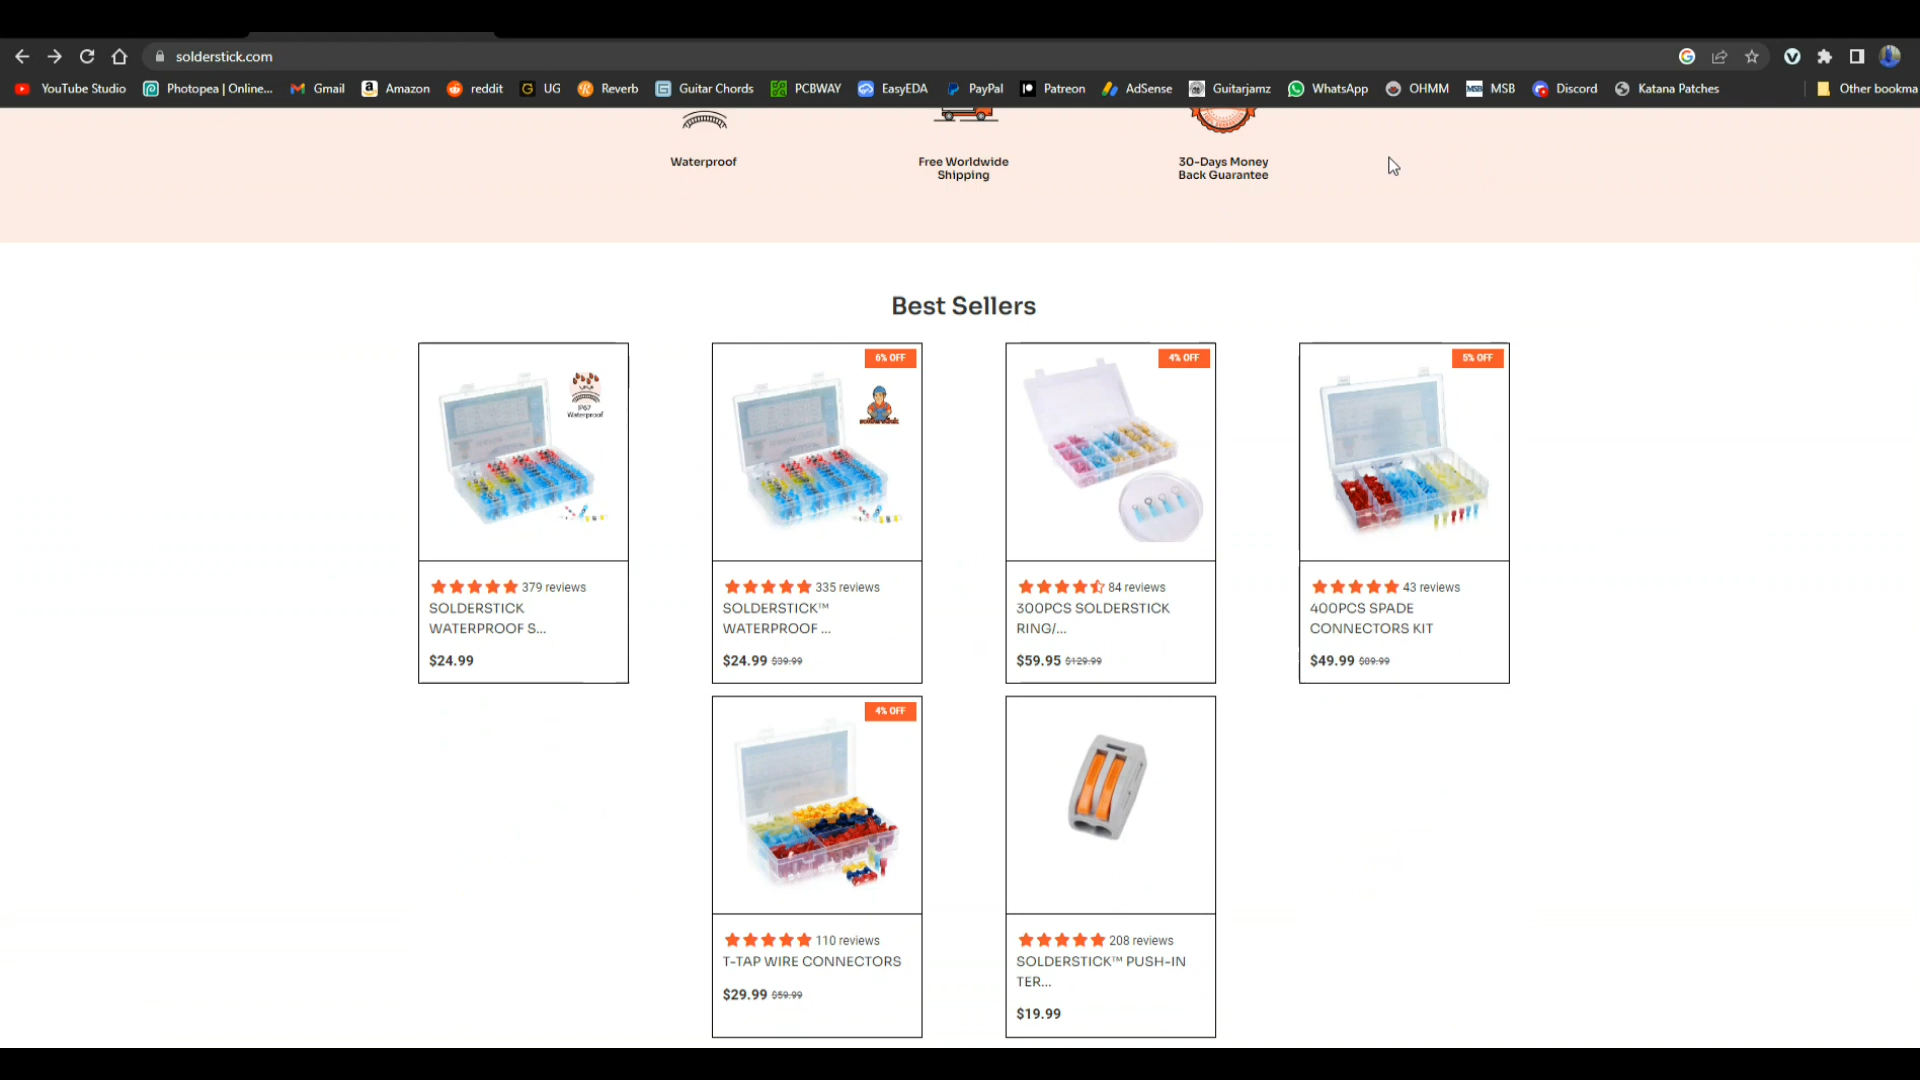 solderstick.com
YouTube Studio
Photopea | Online...
Gmail
Amazon
reddit
UG
Reverb
Guitar Chords
PCBWAY
EasyEDA
PayPal
Patreon
AdSense
Guitarjamz
WhatsApp
OHMM
MSB
Discord
Katana Patches
Other bookma
Waterproof
Free Worldwide
Shipping
30-Days Money
Back Guarantee
Best Sellers
IP67
Waterproof
379 reviews
SOLDERSTICK
WATERPROOF S...
$24.99
6% OFF
solderstick
335 reviews
SOLDERSTICK™
WATERPROOF ...
$24.99 $39.99
4% OFF
84 reviews
300PCS SOLDERSTICK
RING/...
$59.95 $129.99
5% OFF
43 reviews
400PCS SPADE
CONNECTORS KIT
$49.99 $89.99
4% OFF
110 reviews
T-TAP WIRE CONNECTORS
$29.99 $59.99
208 reviews
SOLDERSTICK™ PUSH-IN
TER...
$19.99